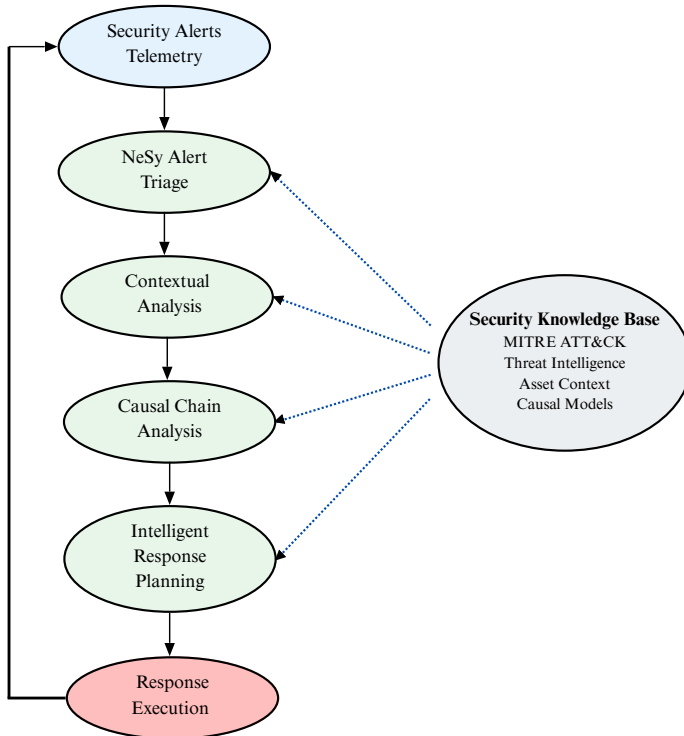 Security Alerts
Telemetry
NeSy Alert
Triage
Contextual
Analysis
Security Knowledge Base
MITRE ATT&CK
Threat Intelligence
Asset Context
Causal Models
Causal Chain
Analysis
Intelligent
Response
Planning
Response
Execution